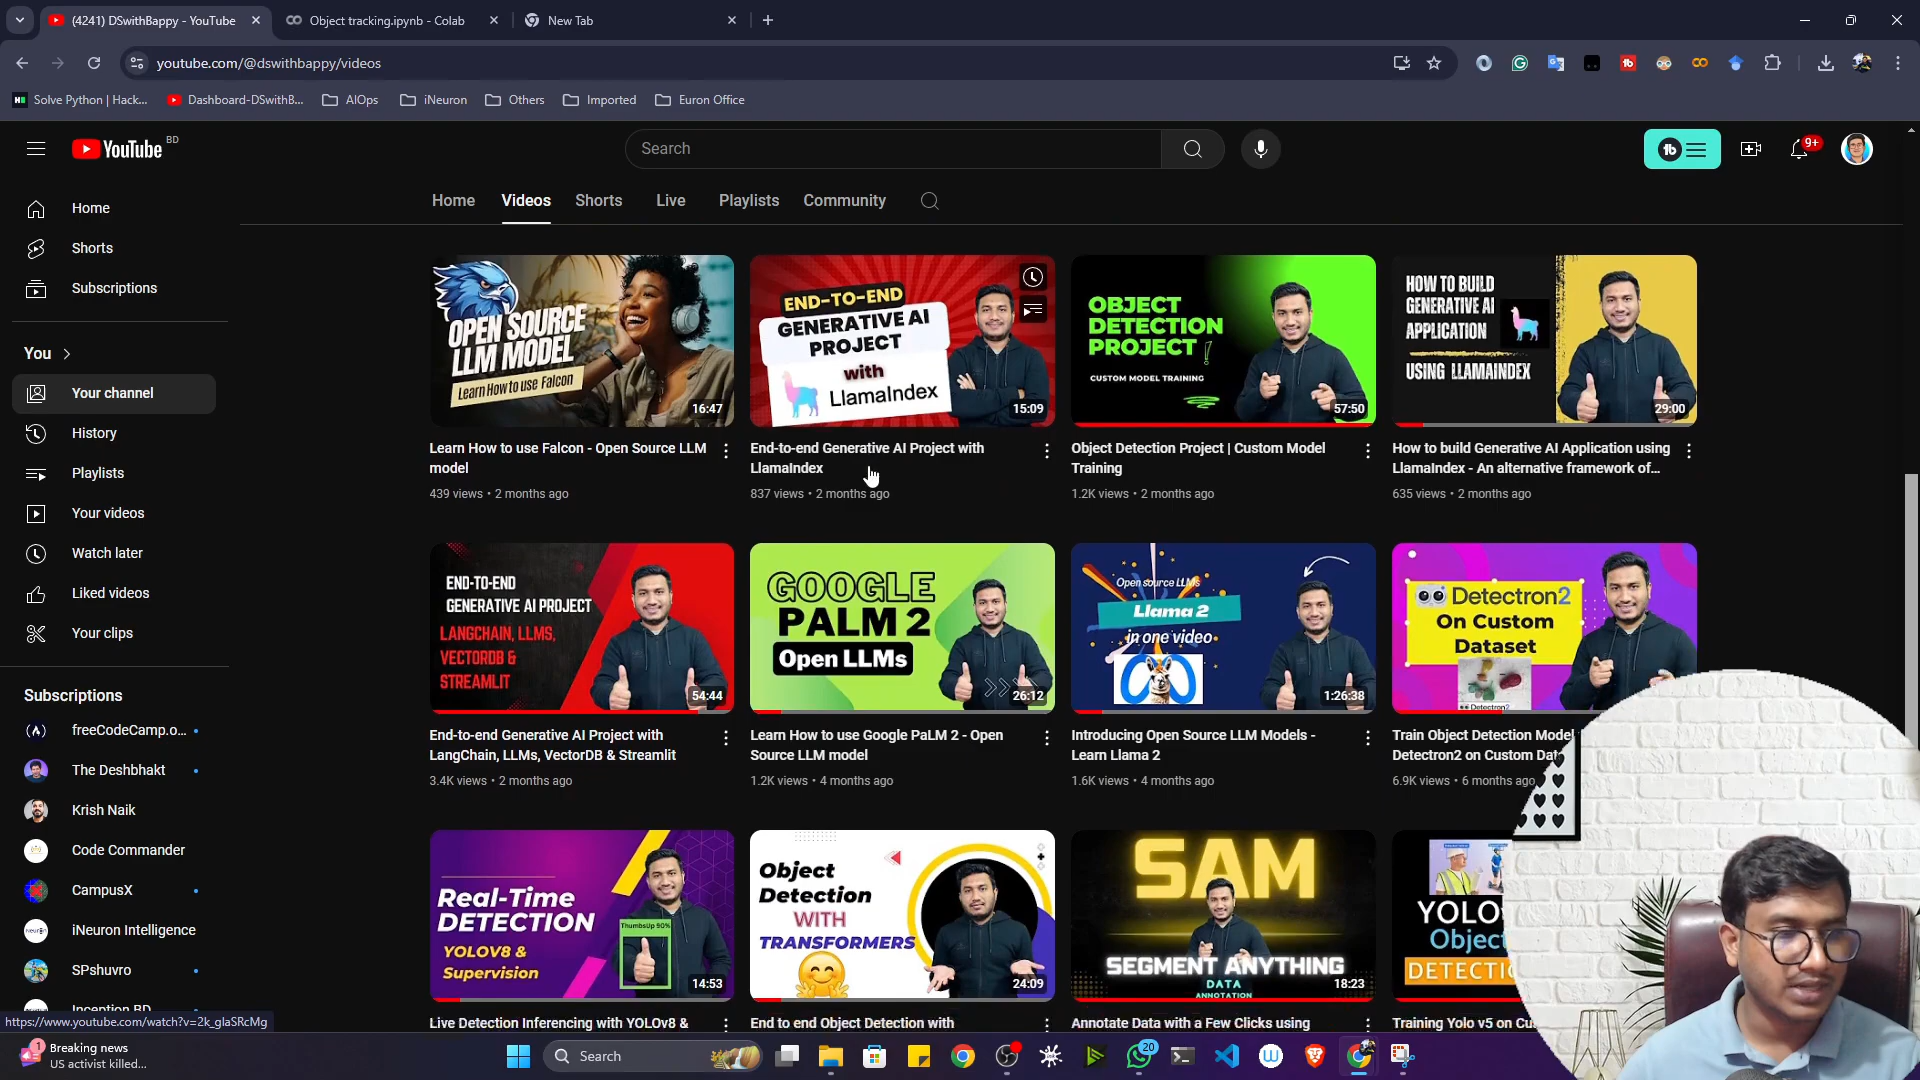 (4241) DSwithBappy - YouTube
Object tracking.ipynb - Colab
New Tab
youtube.com/@dswithbappy/videos
Solve Python | Hack...
Dashboard-DSwithB...
AIOps
iNeuron
Others
Imported
Euron Office
YouTube BD
Search
9+
Home
Videos
Shorts
Live
Playlists
Community
Home
Shorts
Subscriptions
You
Your channel
History
Playlists
Your videos
Watch later
Liked videos
Your clips
Subscriptions
freeCodeCamp.o...
The Deshbhakt
Krish Naik
Code Commander
CampusX
iNeuron Intelligence
SPshuvro
Inception BD
OPEN SOURCE
LLM MODEL
Learn How to use Falcon
16:47
Learn How to use Falcon - Open Source LLM
model
439 views • 2 months ago
END-TO-END
GENERATIVE AI
PROJECT
with
LlamaIndex
15:09
End-to-end Generative AI Project with
LlamaIndex
837 views • 2 months ago
OBJECT
DETECTION
PROJECT!
CUSTOM MODEL TRAINING
57:50
Object Detection Project | Custom Model
Training
1.2K views • 2 months ago
HOW TO BUILD
GENERATIVE AI
APPLICATION
USING LLAMAINDEX
29:00
How to build Generative AI Application using
LlamaIndex - An alternative framework of...
635 views • 2 months ago
END-TO-END
GENERATIVE AI PROJECT
LANGCHAIN, LLMS,
VECTORDB &
STREAMLIT
54:44
End-to-end Generative AI Project with
LangChain, LLMs, VectorDB & Streamlit
3.4K views • 2 months ago
GOOGLE
PALM 2
Open LLMs
26:12
Learn How to use Google PaLM 2 - Open
Source LLM model
1.2K views • 4 months ago
Open source LLMs
Llama 2
in one video
1:26:38
Introducing Open Source LLM Models -
Learn Llama 2
1.6K views • 4 months ago
Detectron2
On Custom
Dataset
Detectron2
Train Object Detection Model
Detectron2 on Custom Dat
6.9K views • 6 months ago
Real-Time
DETECTION
YOLOV8 &
Supervision
ThumbsUp 90%
14:53
Live Detection Inferencing with YOLOv8 &
Object
Detection
WITH
TRANSFORMERS
24:09
End to end Object Detection with
SAM
SEGMENT ANYTHING
DATA
ANNOTATION
18:23
Annotate Data with a Few Clicks using
YOLO
Object
DETECTIO
Training Yolo v5 on Cu
https://www.youtube.com/watch?v=2k_glaSRcMg
1
Breaking news
US activist killed...
Search
20